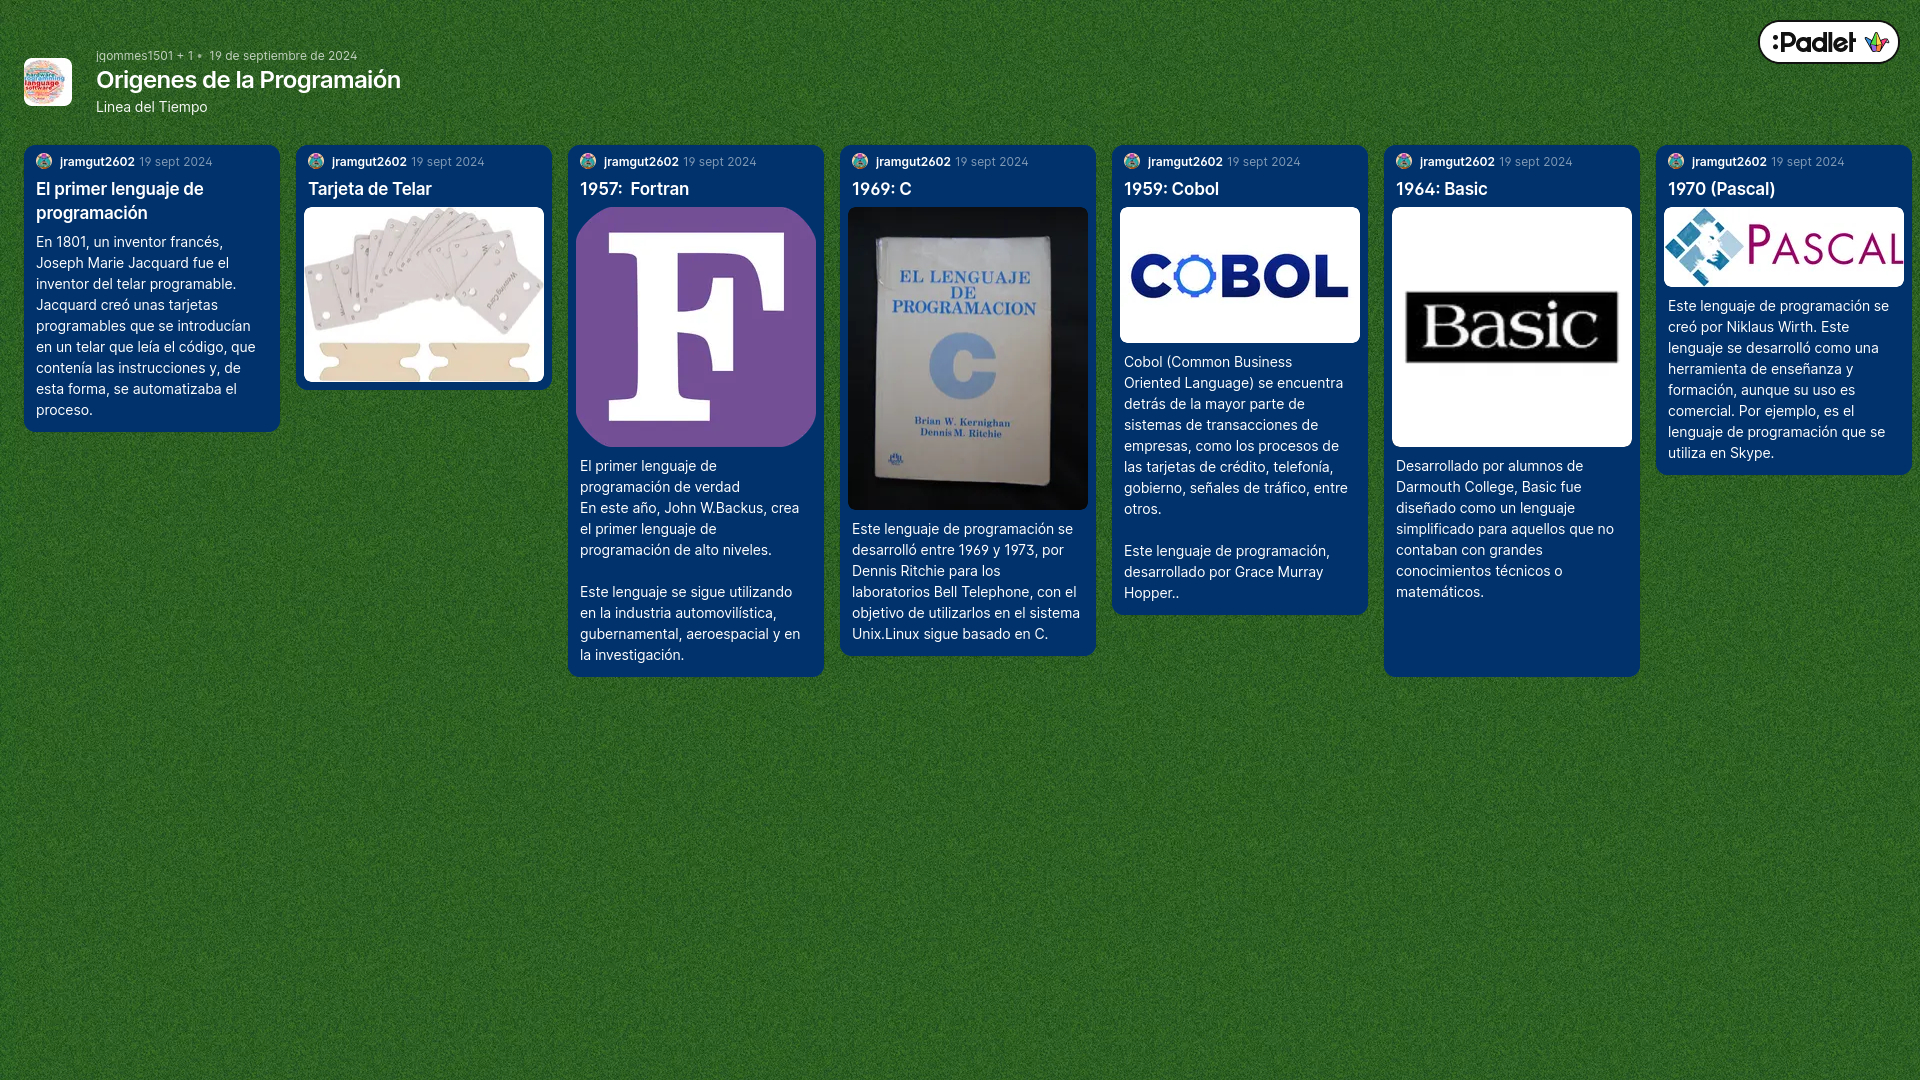 jgommes1501 + 1 • 19 de septiembre de 2024
Origenes de la Programaión
Linea del Tiempo
:Padlet
jramgut2602 19 sept 2024
El primer lenguaje de
programación
En 1801, un inventor francés,
Joseph Marie Jacquard fue el
inventor del telar programable.
Jacquard creó unas tarjetas
programables que se introducían
en un telar que leía el código, que
contenía las instrucciones y, de
esta forma, se automatizaba el
proceso.
jramgut2602 19 sept 2024
Tarjeta de Telar
jramgut2602 19 sept 2024
1957: Fortran
F
El primer lenguaje de
programación de verdad
En este año, John W.Backus, crea
el primer lenguaje de
programación de alto niveles.
Este lenguaje se sigue utilizando
en la industria automovilística,
gubernamental, aeroespacial y en
la investigación.
jramgut2602 19 sept 2024
1969: C
EL LENGUAJE
DE
PROGRAMACION
C
Brian W. Kernighan
Dennis M. Ritchie
Este lenguaje de programación se
desarrolló entre 1969 y 1973, por
Dennis Ritchie para los
laboratorios Bell Telephone, con el
objetivo de utilizarlos en el sistema
Unix.Linux sigue basado en C.
jramgut2602 19 sept 2024
1959: Cobol
COBOL
Cobol (Common Business
Oriented Language) se encuentra
detrás de la mayor parte de
sistemas de transacciones de
empresas, como los procesos de
las tarjetas de crédito, telefonía,
gobierno, señales de tráfico, entre
otros.
Este lenguaje de programación,
desarrollado por Grace Murray
Hopper..
jramgut2602 19 sept 2024
1964: Basic
Basic
Desarrollado por alumnos de
Darmouth College, Basic fue
diseñado como un lenguaje
simplificado para aquellos que no
contaban con grandes
conocimientos técnicos o
matemáticos.
jramgut2602 19 sept 2024
1970 (Pascal)
PASCAL
Este lenguaje de programación se
creó por Niklaus Wirth. Este
lenguaje se desarrolló como una
herramienta de enseñanza y
formación, aunque su uso es
comercial. Por ejemplo, es el
lenguaje de programación que se
utiliza en Skype.